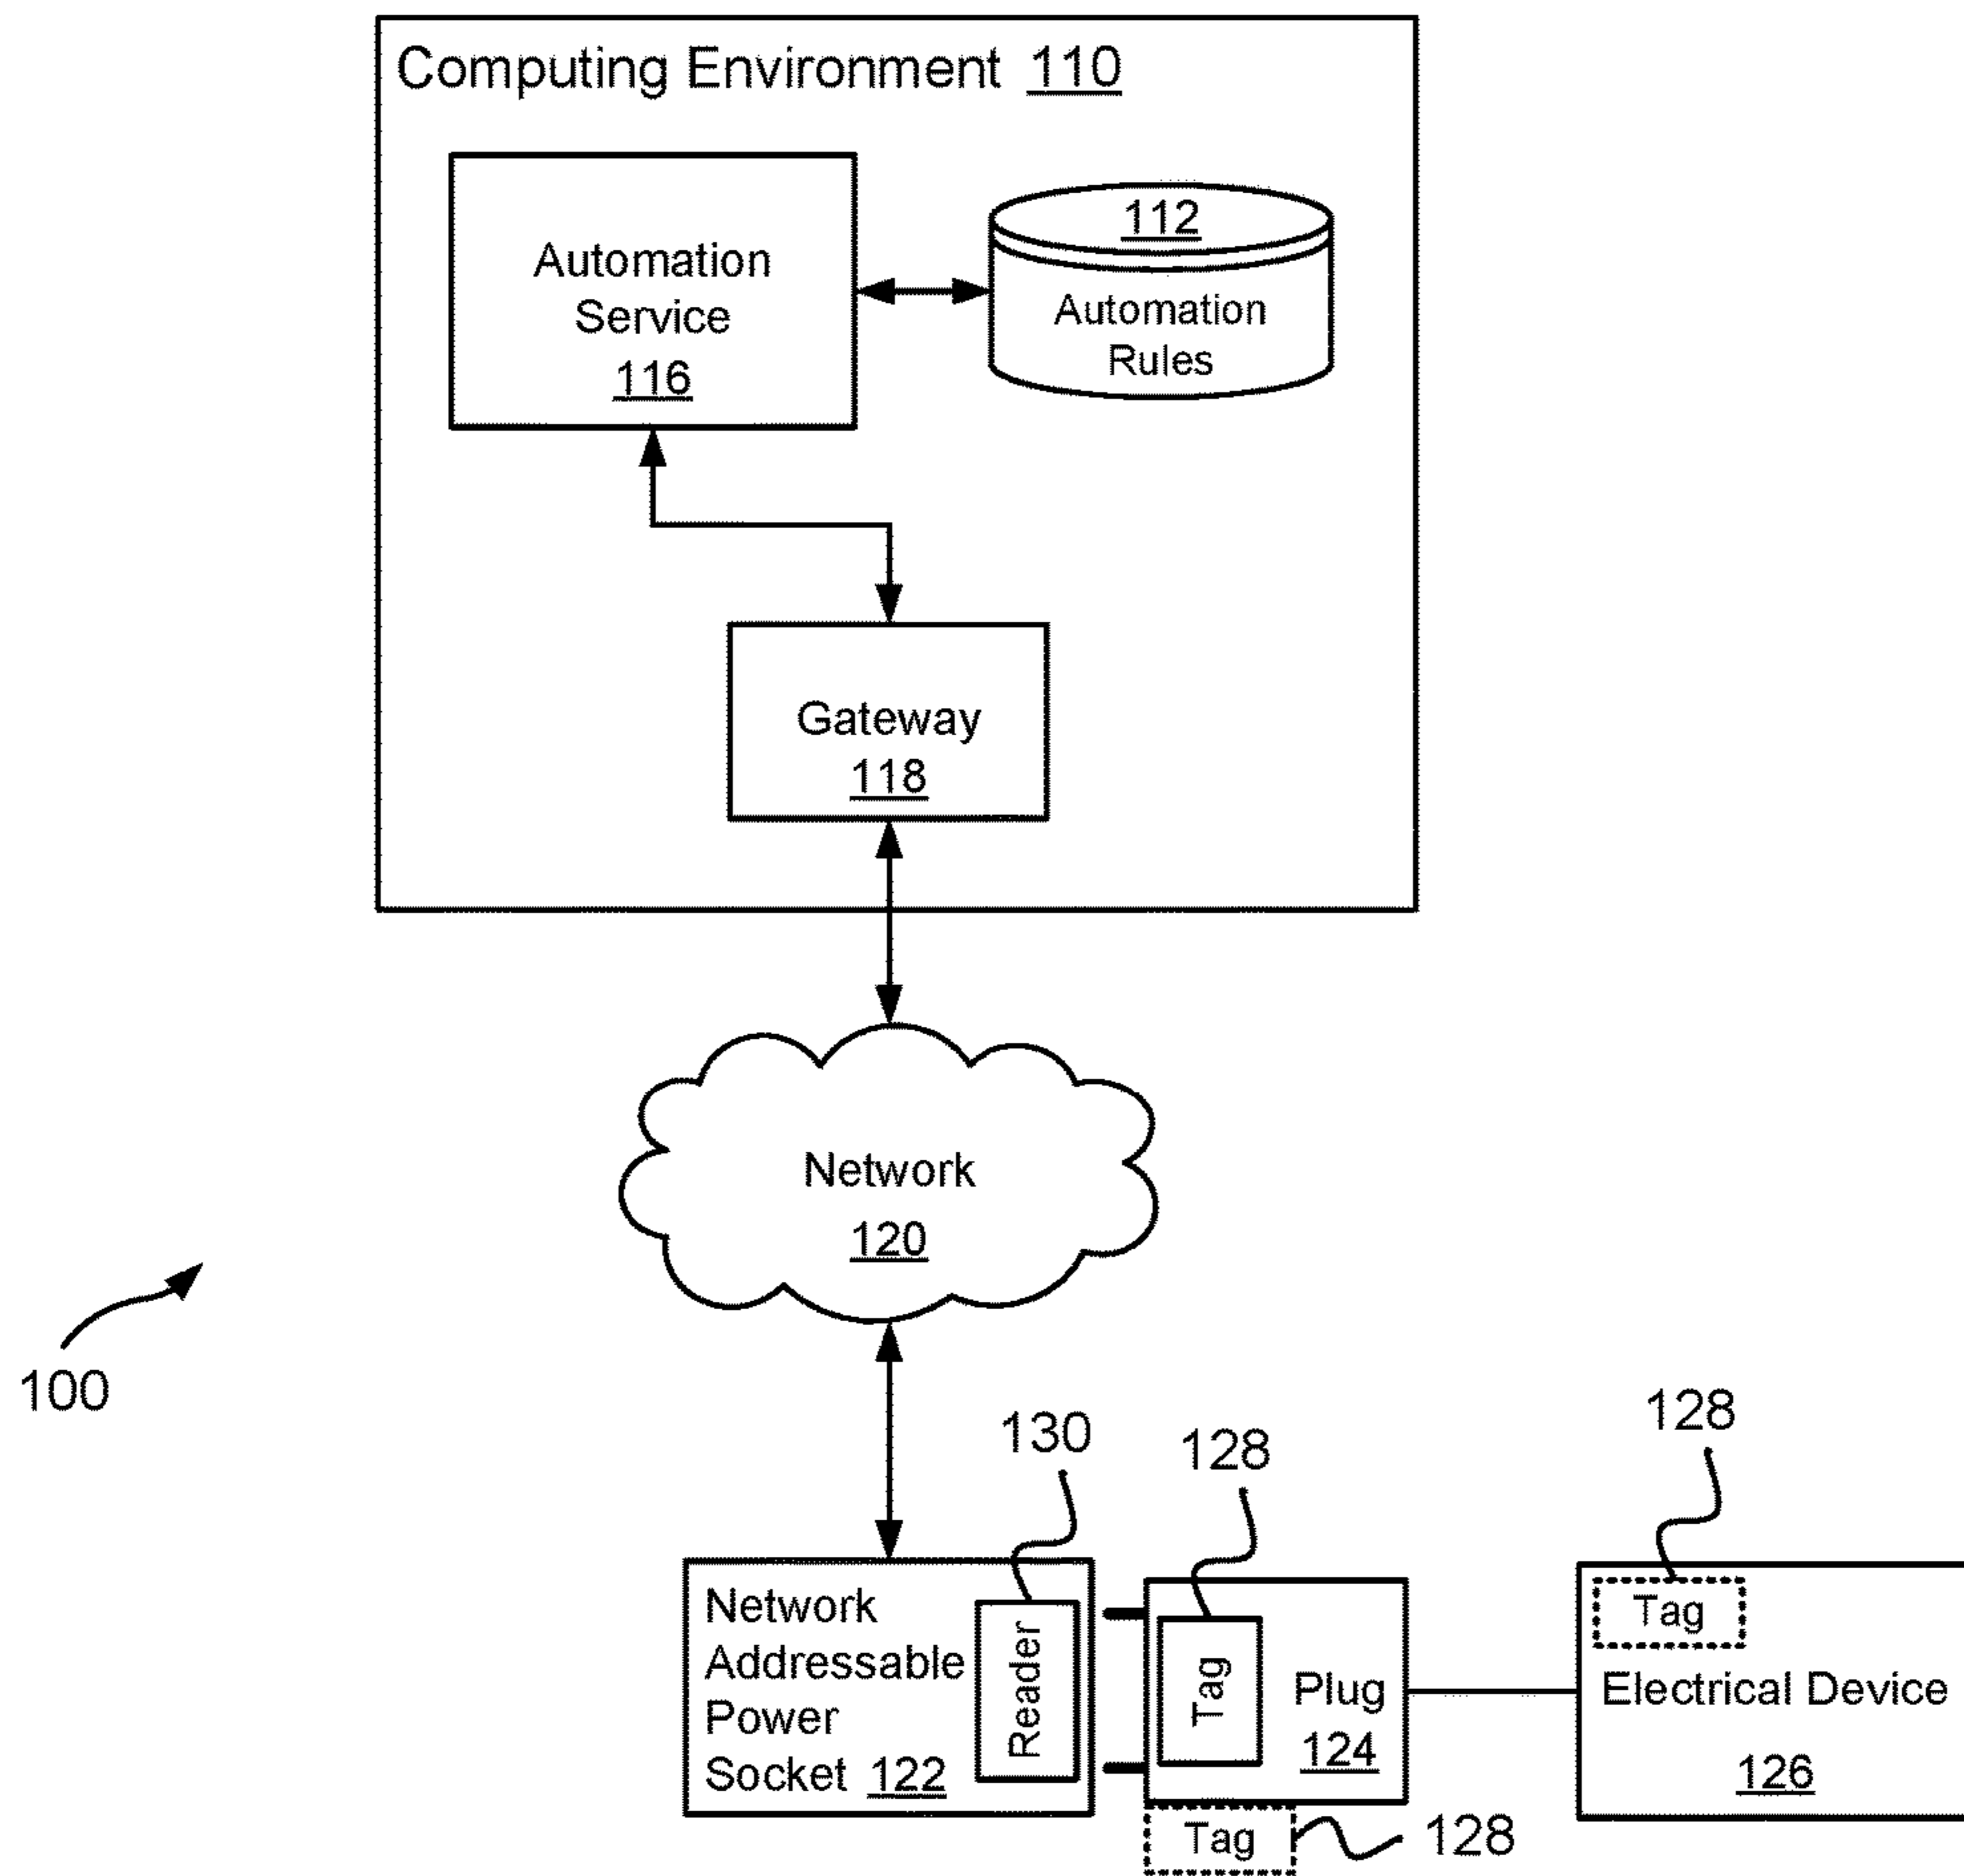 Computing Environment 110
Automation
Service
116
112
Automation
Rules
Gateway
118
Network
120
100
130
128
128
Network
Addressable
Power
Socket 122
Reader
Tag
Plug
124
Tag
Electrical Device
126
Tag
128